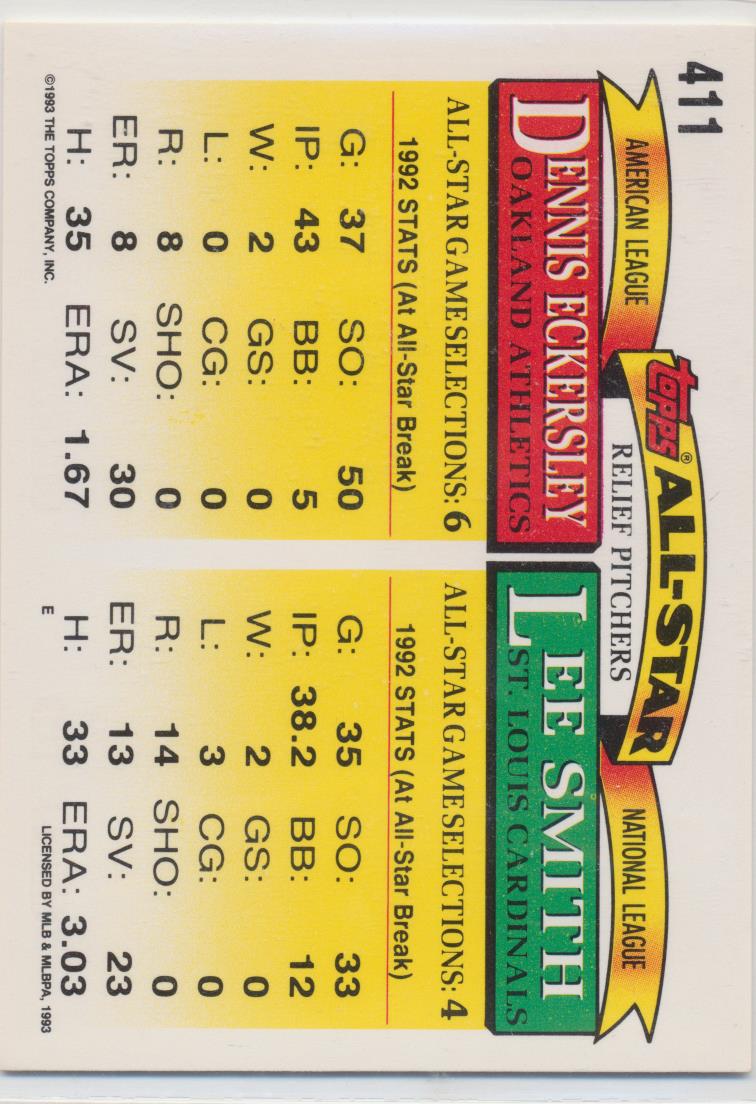 411
topps® ALL-STAR
AMERICAN LEAGUE
RELIEF PITCHERS
NATIONAL LEAGUE
DENNIS ECKERSLEY
OAKLAND ATHLETICS
ALL-STAR GAME SELECTIONS: 6
1992 STATS (At All-Star Break)
G: 37 SO: 50
IP: 43 BB: 5
W: 2 GS: 0
L: 0 CG: 0
R: 8 SHO: 0
ER: 8 SV: 30
H: 35 ERA: 1.67
©1993 THE TOPPS COMPANY, INC.
LEE SMITH
ST. LOUIS CARDINALS
ALL-STAR GAME SELECTIONS: 4
1992 STATS (At All-Star Break)
G: 35 SO: 33
IP: 38.2 BB: 12
W: 2 GS: 0
L: 3 CG: 0
R: 14 SHO: 0
ER: 13 SV: 23
H: 33 ERA: 3.03
E
LICENSED BY MLB & MLBPA, 1993